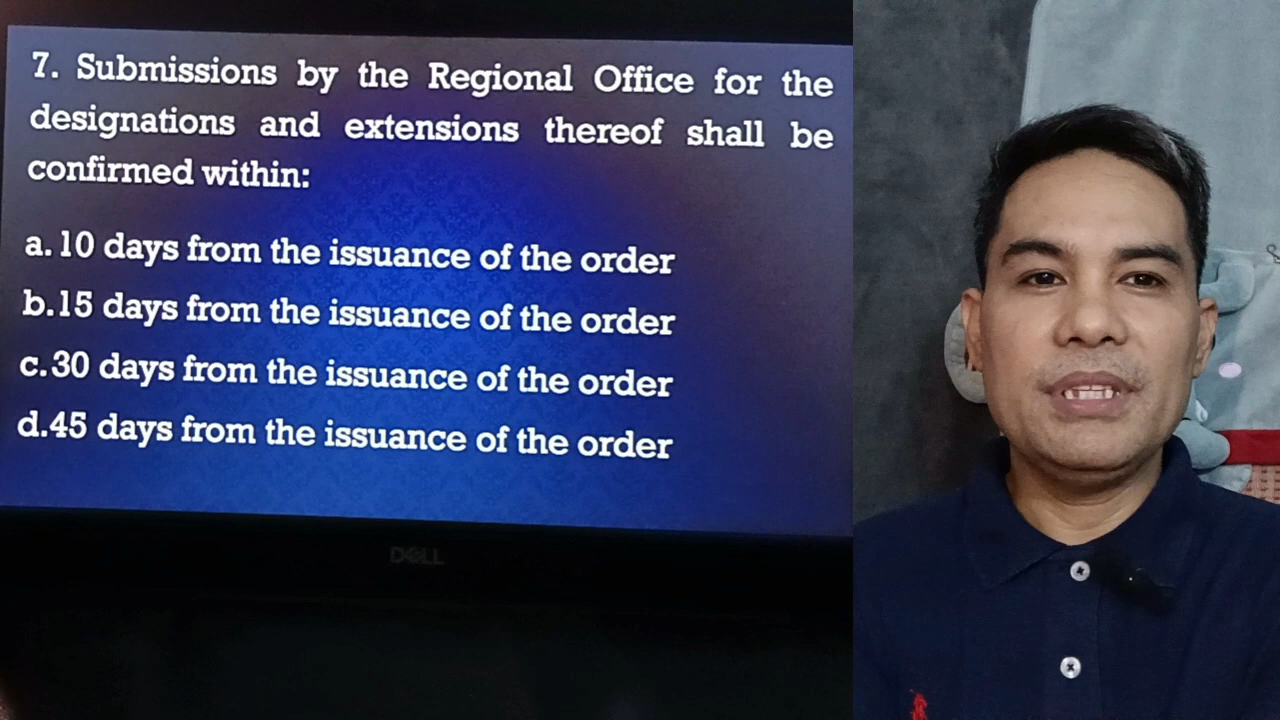 7. Submissions by the Regional Office for the
designations and extensions thereof shall be
confirmed within:
a. 10 days from the issuance of the order
b.15 days from the issuance of the order
c.30 days from the issuance of the order
d.45 days from the issuance of the order
DELL